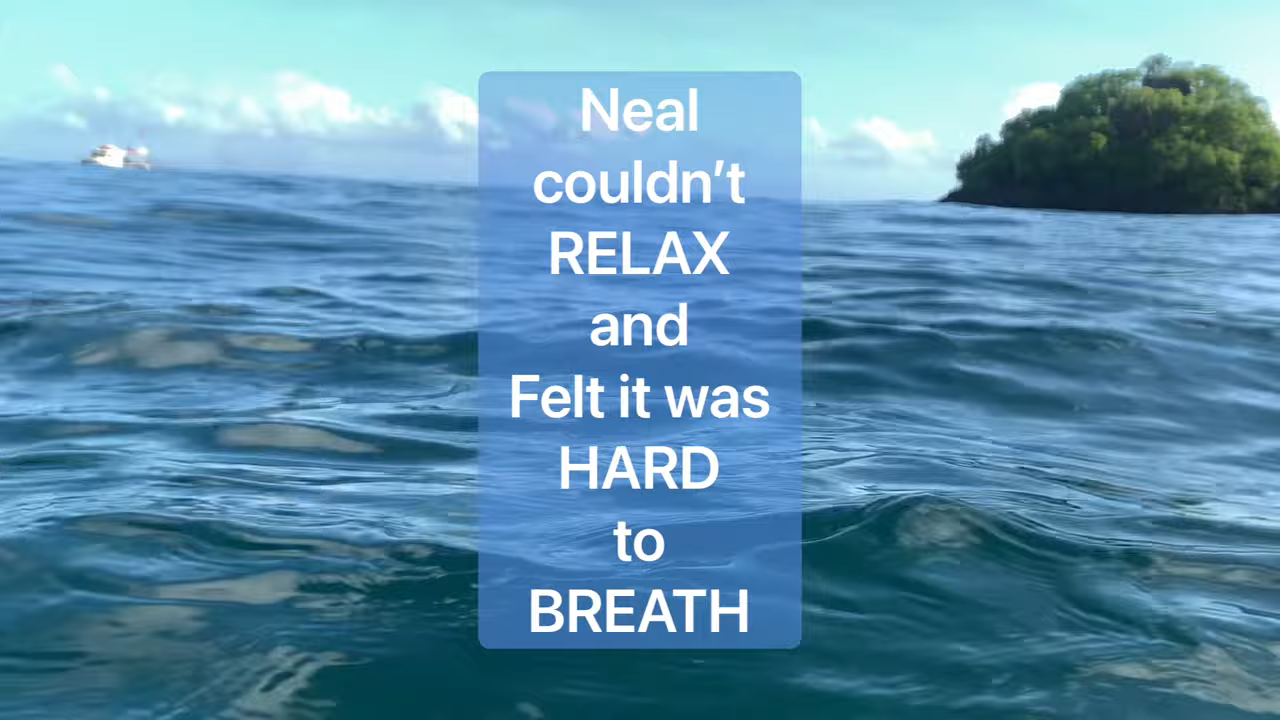 Neal
couldn’t
RELAX
and
Felt it was
HARD
to
BREATH